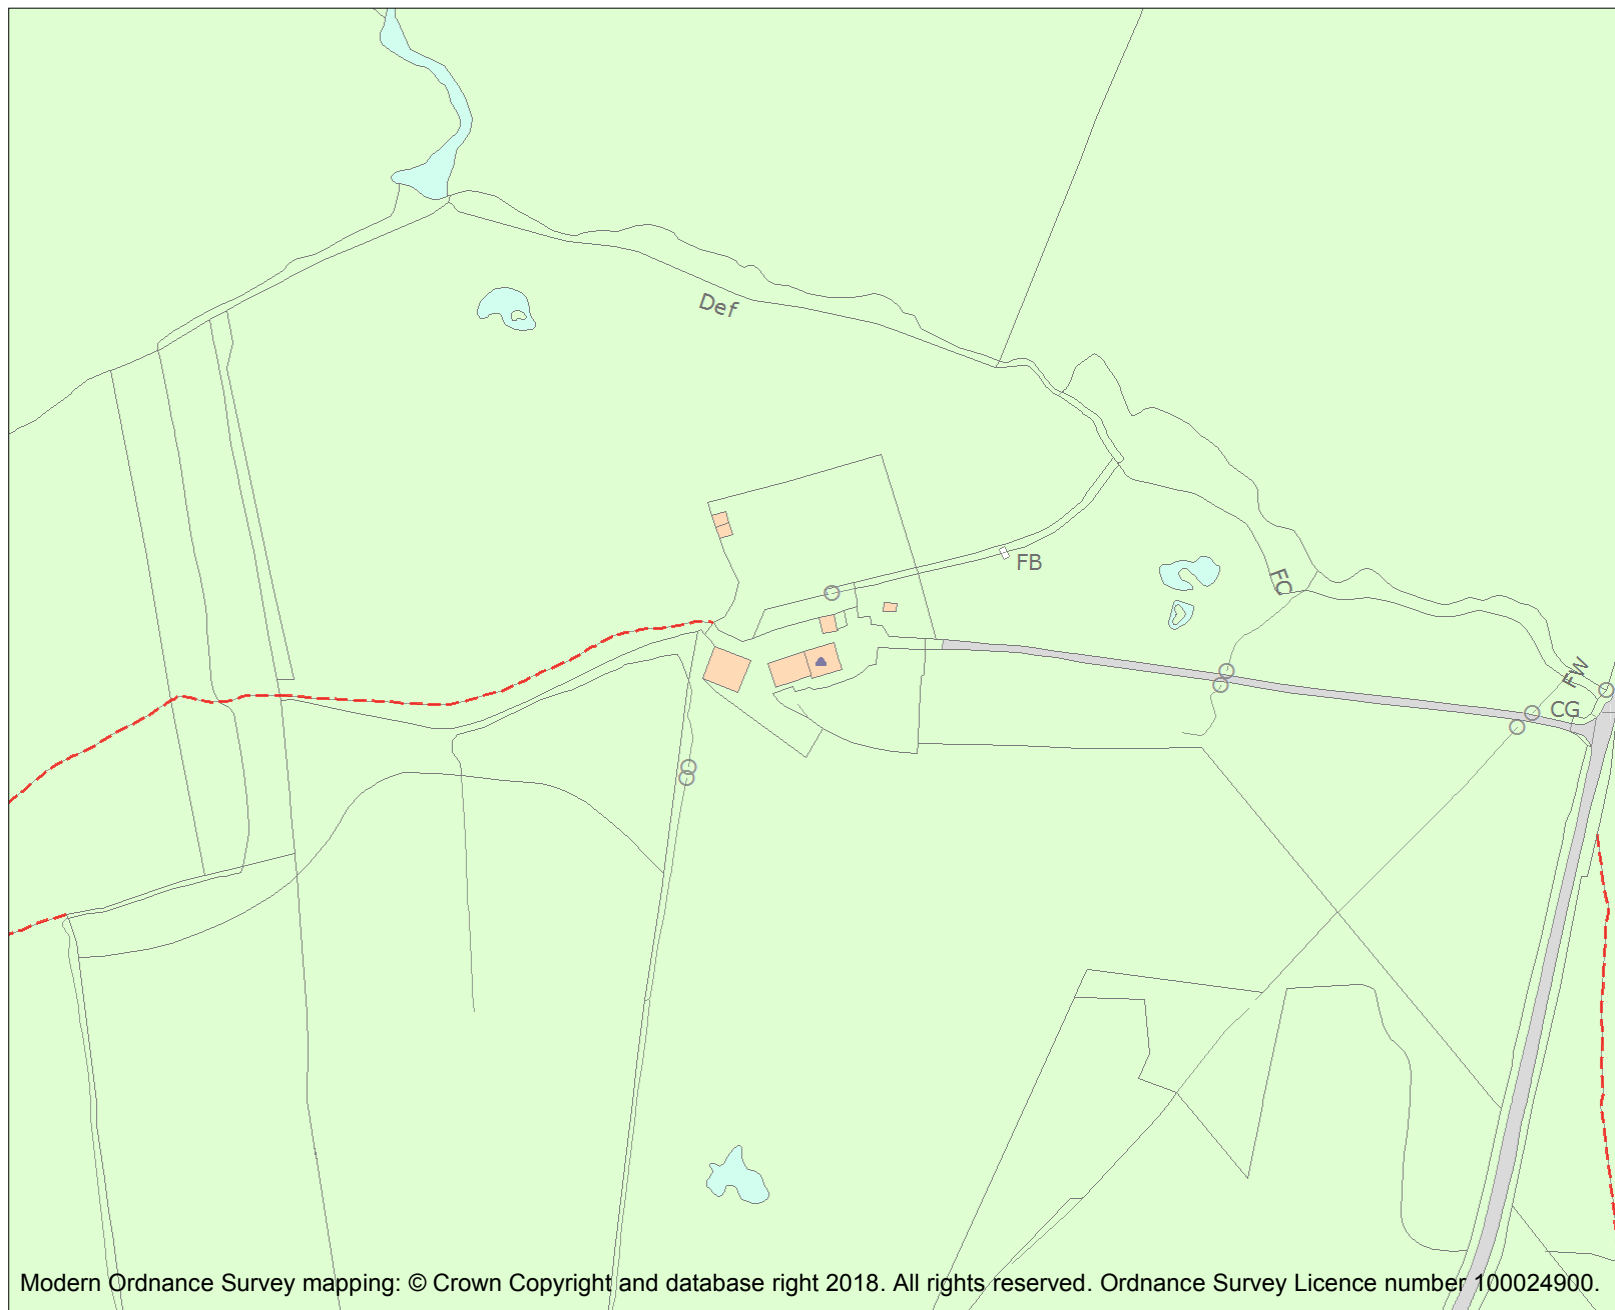 Def
FB
FC
FW
CG
Modern Ordnance Survey mapping: © Crown Copyright and database right 2018. All rights reserved. Ordnance Survey Licence number 100024900.